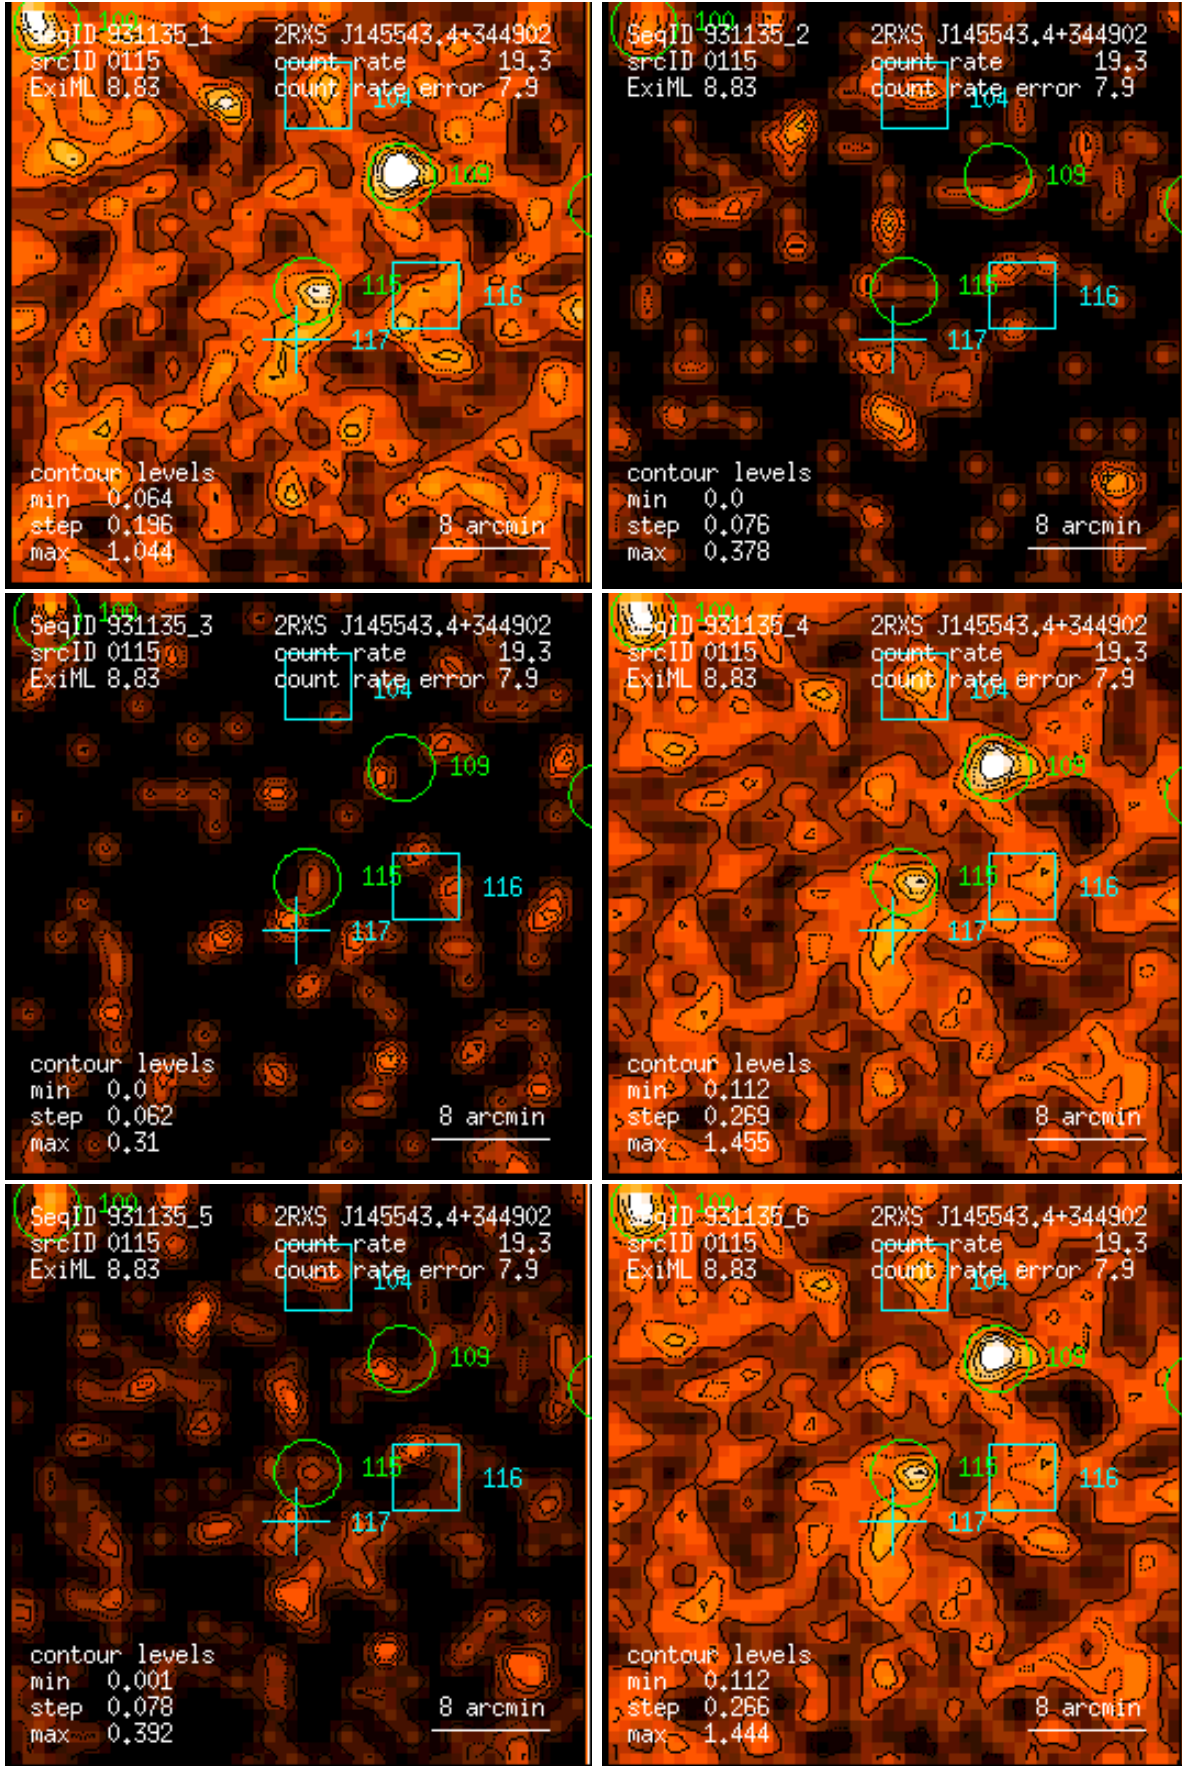 100
SeqID 931135_1 2RXS J145543.4+344902
srcID 0115 count rate 19.3
ExiML 8.83 count rate error 7.9
104
109
115
116
117
contour levels
min 0.064
step 0.196
max 1.044
8 arcmin
100
SeqID 931135_2 2RXS J145543.4+344902
srcID 0115 count rate 19.3
ExiML 8.83 count rate error 7.9
104
109
115
116
117
contour levels
min 0.0
step 0.076
max 0.378
8 arcmin
100
SeqID 931135_3 2RXS J145543.4+344902
srcID 0115 count rate 19.3
ExiML 8.83 count rate error 7.9
104
109
115
116
117
contour levels
min 0.0
step 0.062
max 0.31
8 arcmin
100
SeqID 931135_4 2RXS J145543.4+344902
srcID 0115 count rate 19.3
ExiML 8.83 count rate error 7.9
104
109
115
116
117
contour levels
min 0.112
step 0.269
max 1.455
8 arcmin
100
SeqID 931135_5 2RXS J145543.4+344902
srcID 0115 count rate 19.3
ExiML 8.83 count rate error 7.9
104
109
115
116
117
contour levels
min 0.001
step 0.078
max 0.392
8 arcmin
100
SeqID 931135_6 2RXS J145543.4+344902
srcID 0115 count rate 19.3
ExiML 8.83 count rate error 7.9
104
109
115
116
117
contour levels
min 0.112
step 0.266
max 1.444
8 arcmin